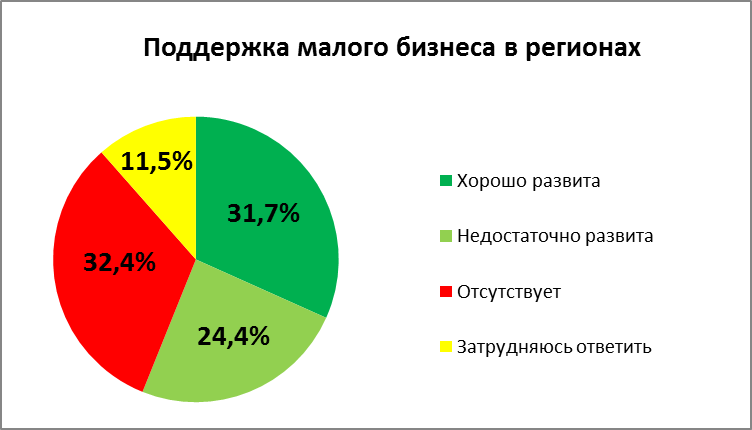 Поддержка малого бизнеса в регионах
11,5%
31,7%
32,4%
24,4%
Хорошо развита
Недостаточно развита
Отсутствует
Затрудняюсь ответить